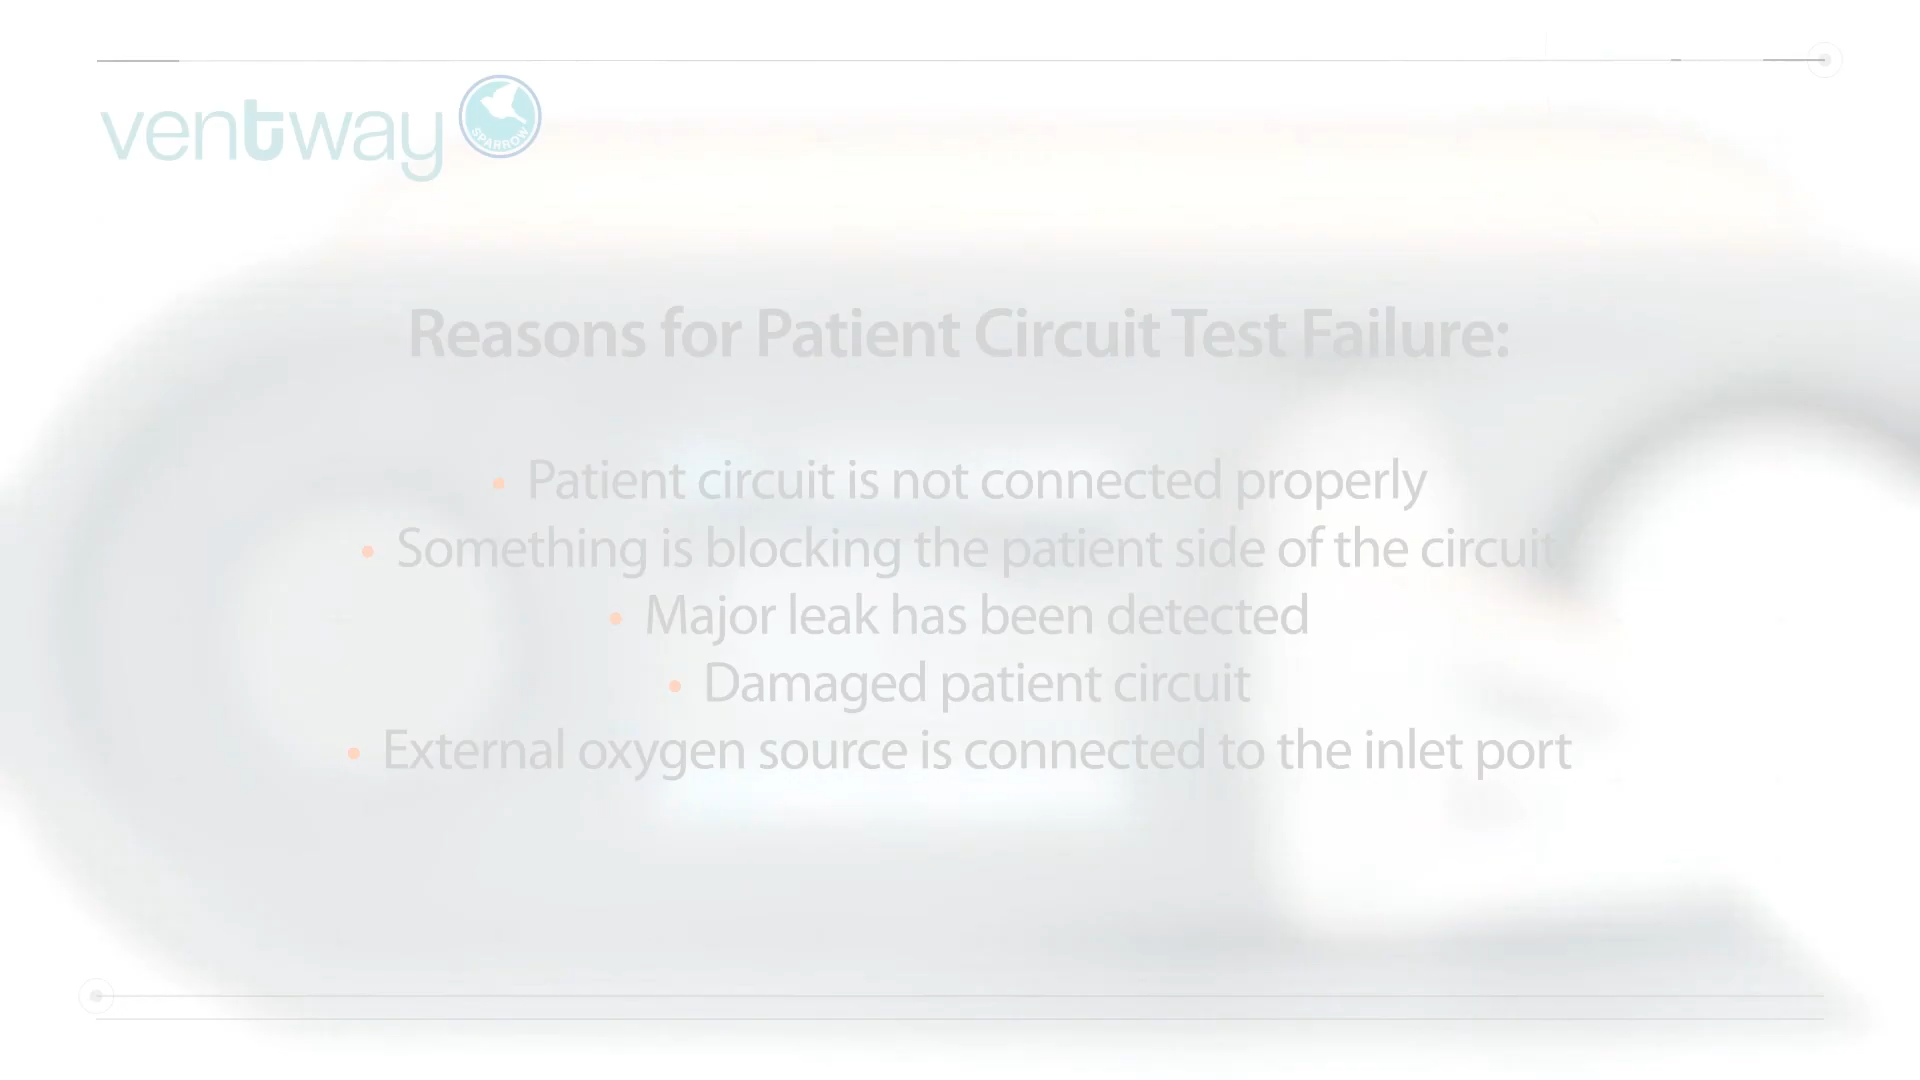 ventway
SPARROW
Reasons for Patient Circuit Test Failure:
• Patient circuit is not connected properly
• Something is blocking the patient side of the circuit
• Major leak has been detected
• Damaged patient circuit
• External oxygen source is connected to the inlet port